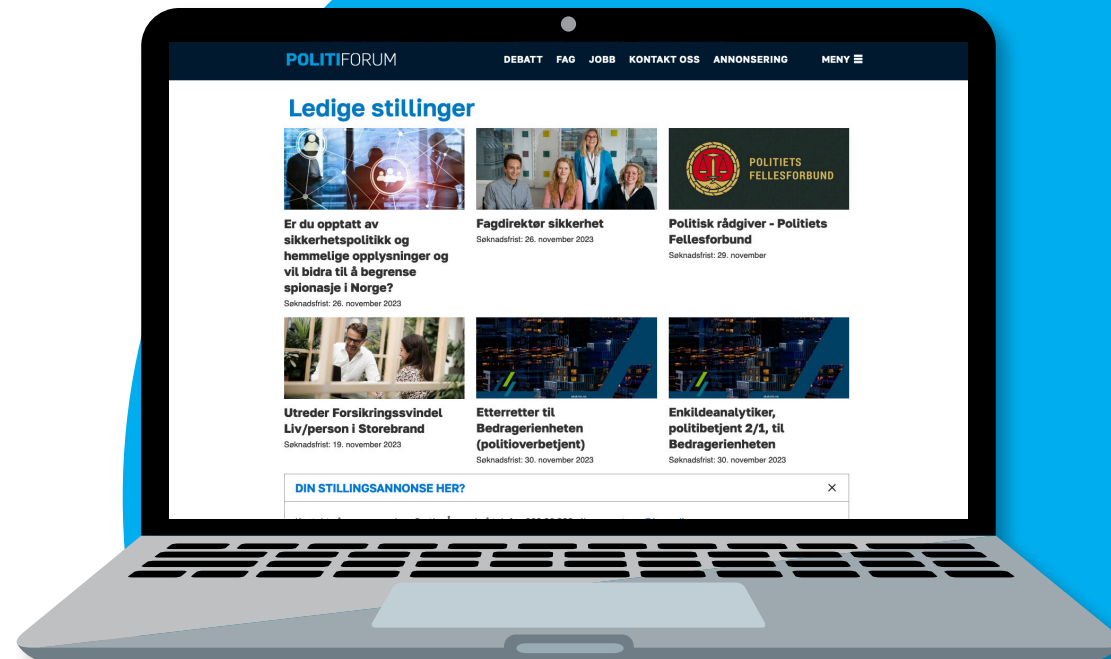 POLITIFORUM
DEBATT FAG JOBB KONTAKT OSS ANNONSERING MENY
Ledige stillinger
POLITIETS
FELLESFORBUND
Er du opptatt av
sikkerhetspolitikk og
hemmelige opplysninger og
vil bidra til å begrense
spionasje i Norge?
Søknadsfrist: 26. november 2023
Fagdirektør sikkerhet
Søknadsfrist: 26. november 2023
Politisk rådgiver - Politiets
Fellesforbund
Søknadsfrist: 29. november
Utreder Forsikringssvindel
Liv/person i Storebrand
Søknadsfrist: 19. november 2023
Etterretter til
Bedragerienheten
(politioverbetjent)
Søknadsfrist: 30. november 2023
Enkildeanalytiker,
politibetjent 2/1, til
Bedragerienheten
Søknadsfrist: 30. november 2023
DIN STILLINGSANNONSE HER?